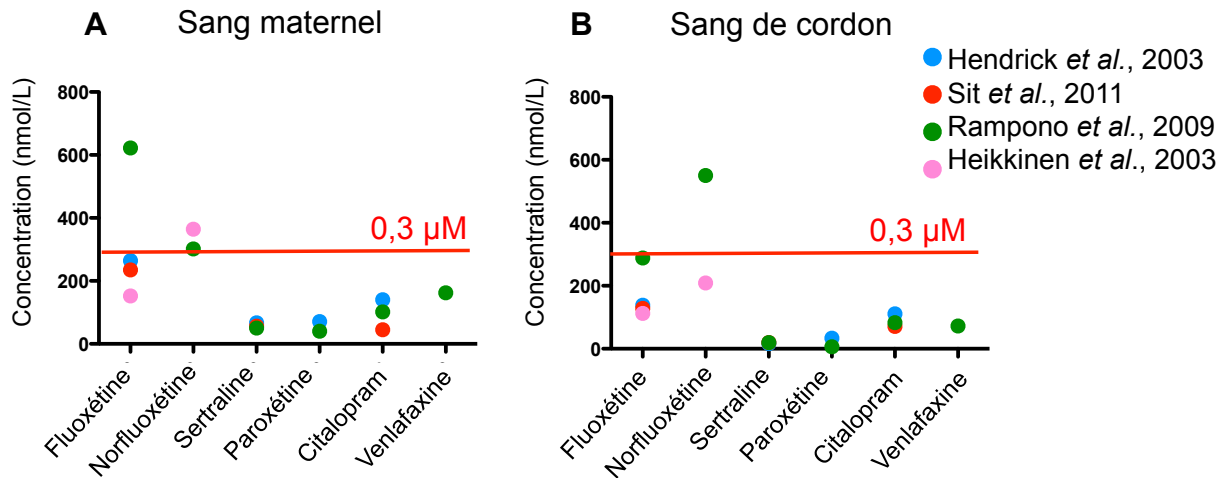 A
Sang maternel
Concentration (nmol/L)
800
600
400
200
0
0,3 µM
Fluoxétine
Norfluoxétine
Sertraline
Paroxétine
Citalopram
Venlafaxine
B
Sang de cordon
Concentration (nmol/L)
800
600
400
200
0
0,3 µM
Fluoxétine
Norfluoxétine
Sertraline
Paroxétine
Citalopram
Venlafaxine
Hendrick et al., 2003
Sit et al., 2011
Rampono et al., 2009
Heikkinen et al., 2003